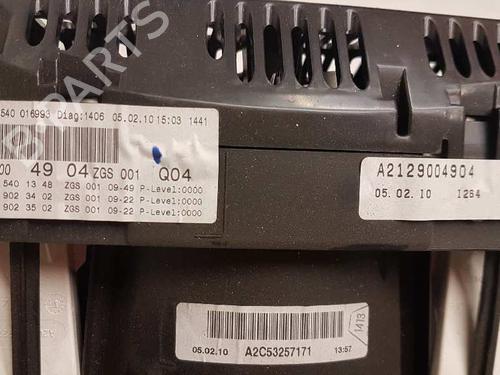 540 016993 Diag:1406 05.02.10 15:03 1441
00 49 04 ZGS 001 Q04
540 13 48 ZGS 001 09-49 P-Level:0000
902 34 02 ZGS 001 09-22 P-Level:0000
902 35 02 ZGS 001 09-22 P-Level:0000
A2129004904
05.02.10 1264
1413
05.02.10 A2C53257171 13:57
B-PARTS